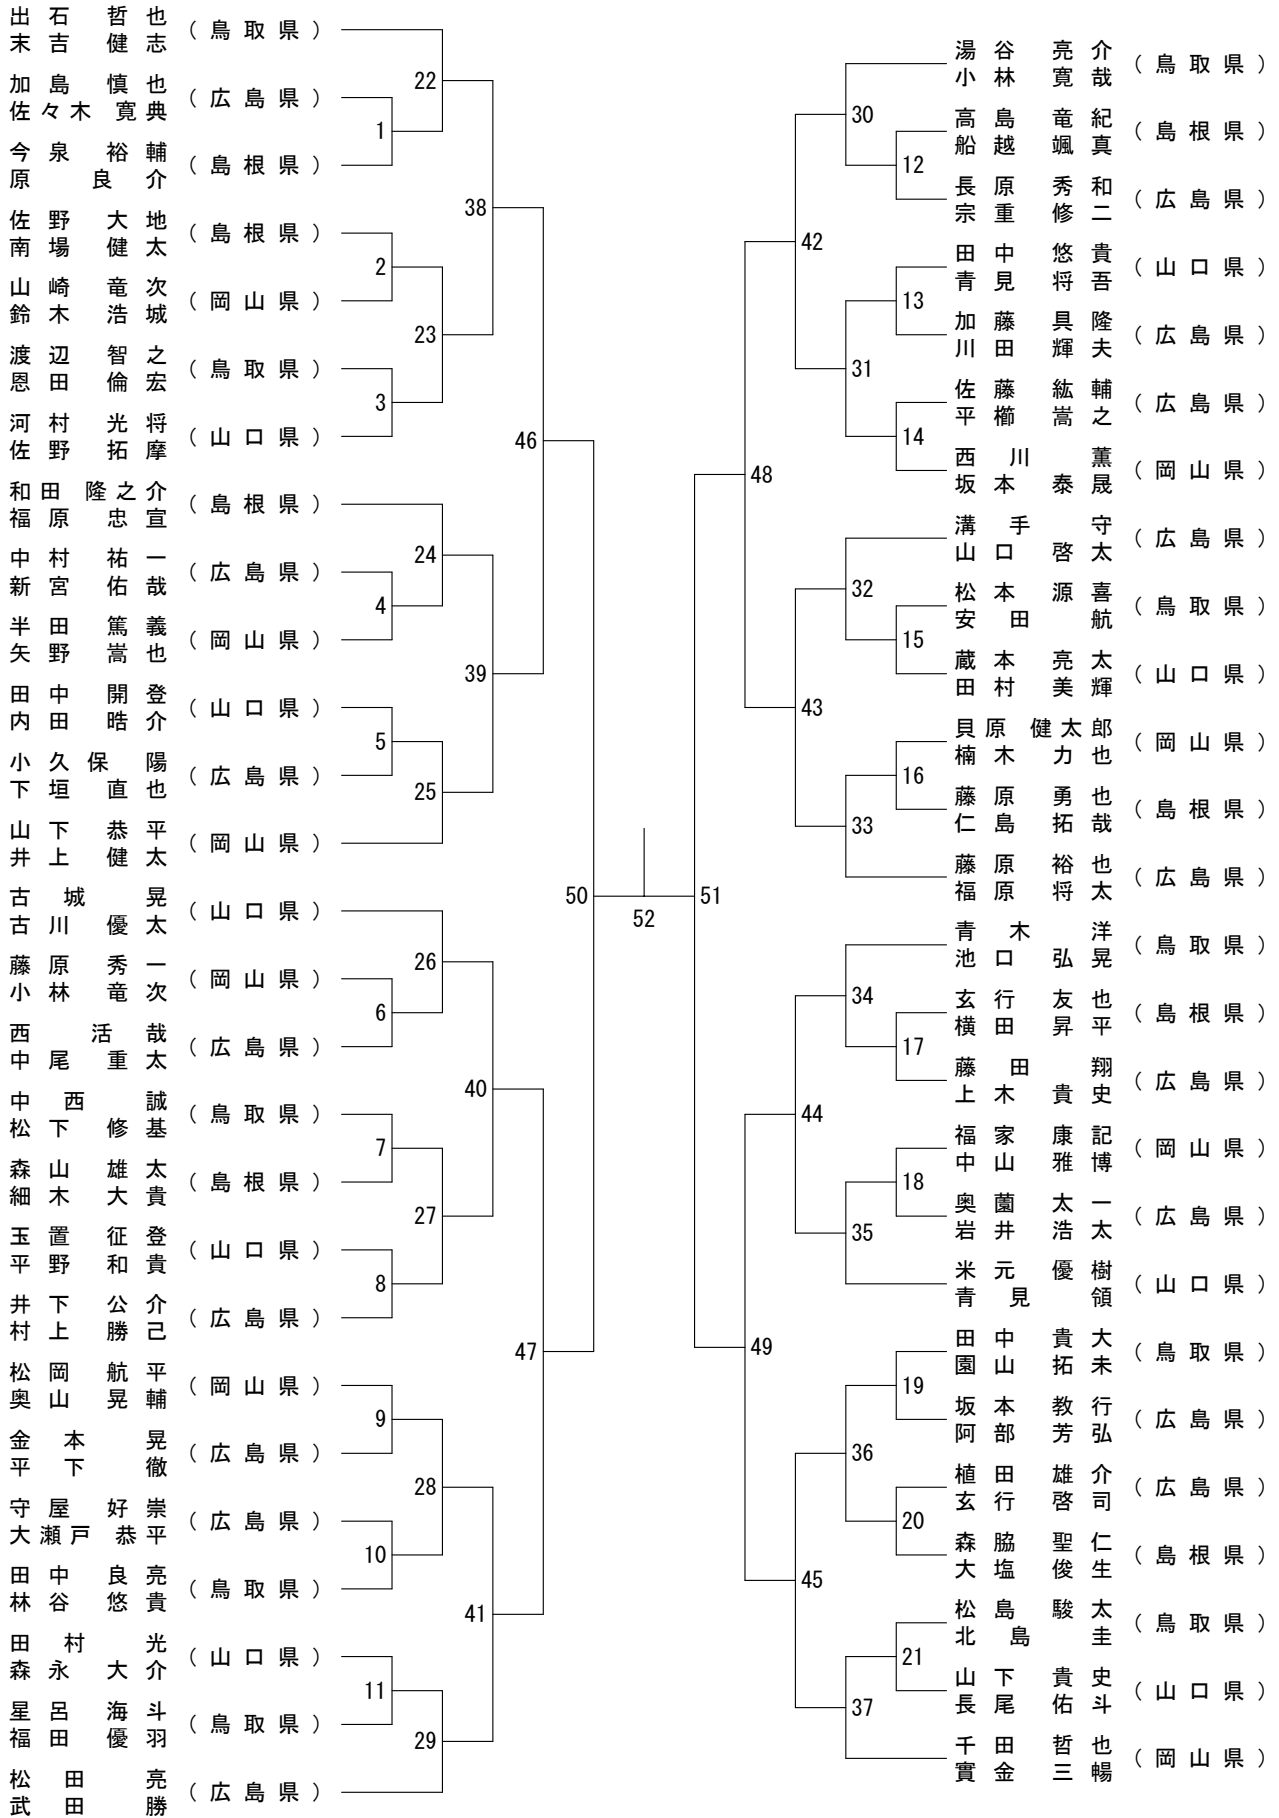 出石 哲也
末吉 健志
（鳥取県）
加島 慎也
佐々木 寛典
（広島県）
今泉 裕輔
原 良介
（島根県）
佐野 大地
南場 健太
（島根県）
山崎 竜次
鈴木 浩城
（岡山県）
渡辺 智之
恩田 倫宏
（鳥取県）
河村 光将
佐野 拓摩
（山口県）
和田 隆之介
福原 忠宣
（島根県）
中村 祐一
新宮 佑哉
（広島県）
半田 篤義
矢野 嵩也
（岡山県）
田中 開登
内田 晧介
（山口県）
小久保 陽
下垣 直也
（広島県）
山下 恭平
井上 健太
（岡山県）
古城 晃
古川 優太
（山口県）
藤原 秀一
小林 竜次
（岡山県）
西 活哉
中尾 重太
（広島県）
中西 誠
松下 修基
（鳥取県）
森山 雄太
細木 大貴
（島根県）
玉置 征登
平野 和貴
（山口県）
井下 公介
村上 勝己
（広島県）
松岡 航平
奥山 晃輔
（岡山県）
金本 晃
平下 徹
（広島県）
守屋 好崇
大瀬戸 恭平
（広島県）
田中 良亮
林谷 悠貴
（鳥取県）
田村 光
森永 大介
（山口県）
星呂 海斗
福田 優羽
（鳥取県）
松田 亮
武田 勝
（広島県）
1
2
3
4
5
6
7
8
9
10
11
22
23
24
25
26
27
28
29
38
39
40
41
46
47
50
52
51
48
49
42
43
44
45
30
31
32
33
34
35
36
37
12
13
14
15
16
17
18
19
20
21
湯谷 亮介
小林 寛哉
（鳥取県）
高島 竜紀
船越 颯真
（島根県）
長原 秀和
宗重 修二
（広島県）
田中 悠貴
青見 将吾
（山口県）
加藤 具隆
川田 輝夫
（広島県）
佐藤 紘輔
平櫛 嵩之
（広島県）
西川 薫
坂本 泰晟
（岡山県）
溝手 守
山口 啓太
（広島県）
松本 源喜
安田 航
（鳥取県）
蔵本 亮太
田村 美輝
（山口県）
貝原 健太郎
楠木 力也
（岡山県）
藤原 勇也
仁島 拓哉
（島根県）
藤原 裕也
福原 将太
（広島県）
青木 洋
池口 弘晃
（鳥取県）
玄行 友也
横田 昇平
（島根県）
藤田 翔
上木 貴史
（広島県）
福家 康記
中山 雅博
（岡山県）
奥薗 太一
岩井 浩太
（広島県）
米元 優樹
青見 領
（山口県）
田中 貴大
園山 拓未
（鳥取県）
坂本 教行
阿部 芳弘
（広島県）
植田 雄介
玄行 啓司
（広島県）
森脇 聖仁
大塩 俊生
（島根県）
松島 駿太
北島 圭
（鳥取県）
山下 貴史
長尾 佑斗
（山口県）
千田 哲也
實金 三暢
（岡山県）